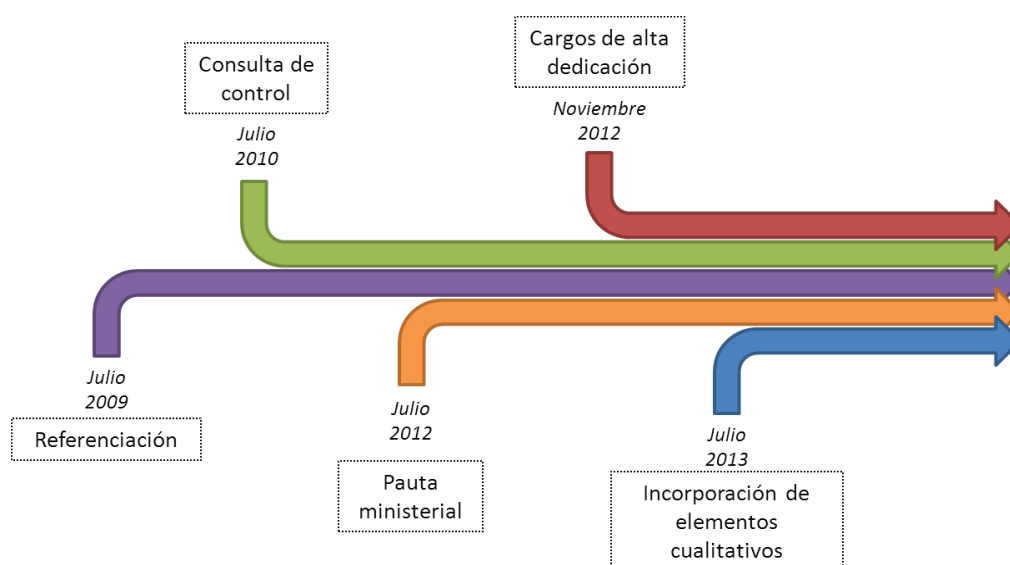 Cargos de alta
dedicación
Noviembre
2012
Consulta de
control
Julio
2010
Julio
2009
Referenciación
Julio
2012
Pauta
ministerial
Julio
2013
Incorporación de
elementos
cualitativos